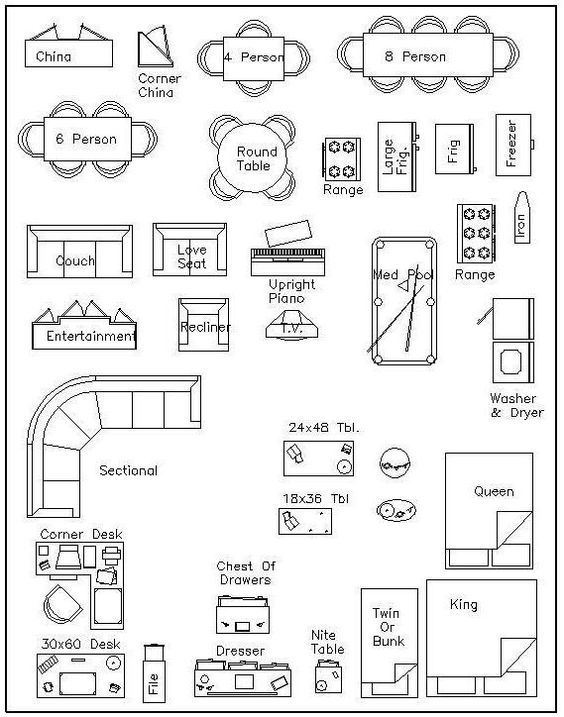 China
Corner
China
4 Person
8 Person
6 Person
Round
Table
Range
Large
Frig.
Frig
Freezer
Couch
Love
Seat
Upright
Piano
Med Pool
Range
Iron
Entertainment
Recliner
T.V.
Washer
& Dryer
Sectional
24x48 Tbl.
18x36 Tbl
Queen
Corner Desk
Chest Of
Drawers
King
Twin
Or
Bunk
30x60 Desk
File
Dresser
Nite
Table